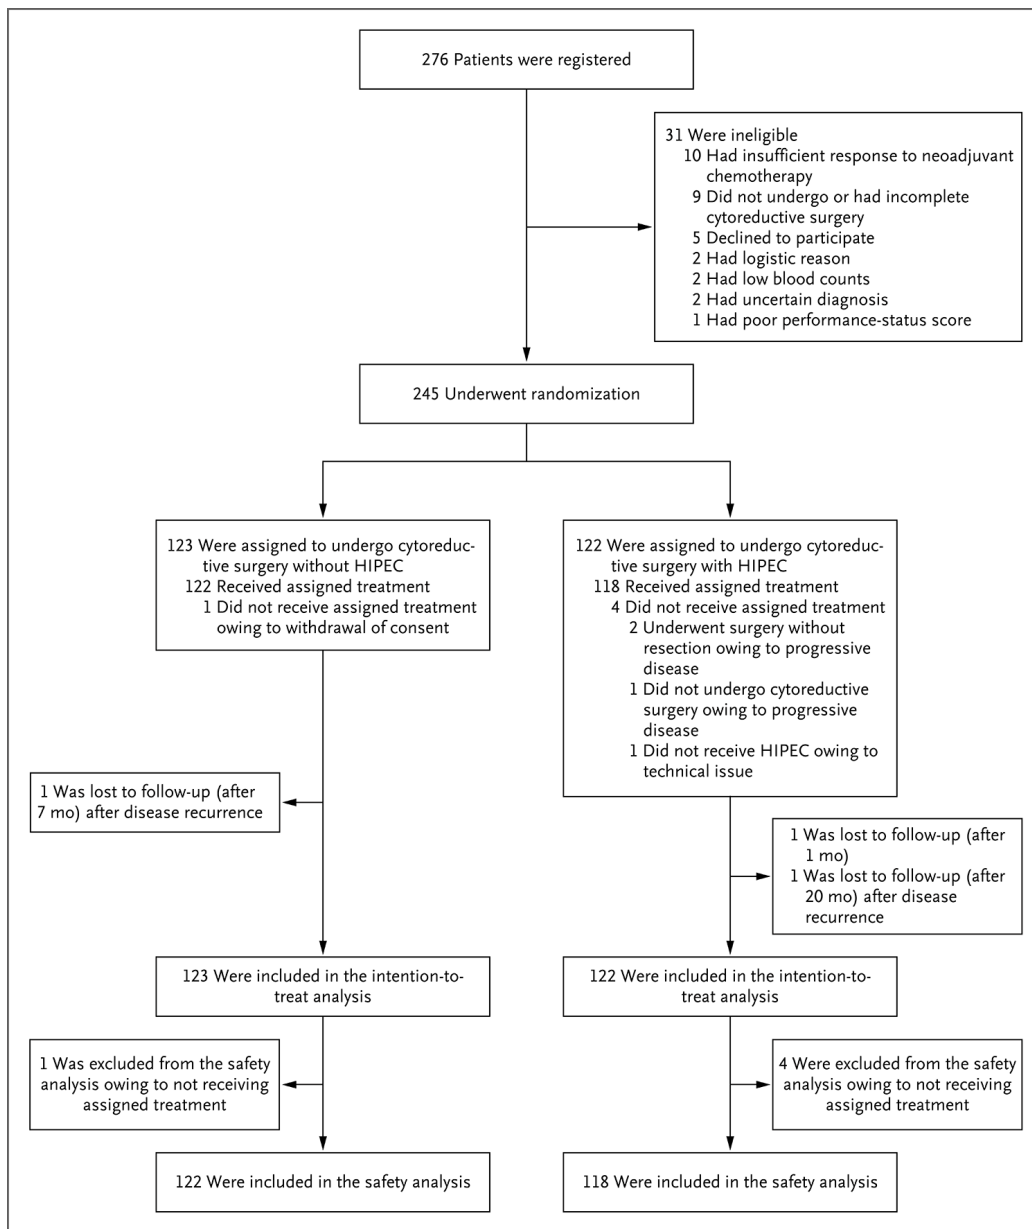 276 Patients were registered
31 Were ineligible
10 Had insufficient response to neoadjuvant
chemotherapy
9 Did not undergo or had incomplete
cytoreductive surgery
5 Declined to participate
2 Had logistic reason
2 Had low blood counts
2 Had uncertain diagnosis
1 Had poor performance-status score
245 Underwent randomization
123 Were assigned to undergo cytoreduc-
tive surgery without HIPEC
122 Received assigned treatment
1 Did not receive assigned treatment
owing to withdrawal of consent
122 Were assigned to undergo cytoreduc-
tive surgery with HIPEC
118 Received assigned treatment
4 Did not receive assigned treatment
2 Underwent surgery without
resection owing to progressive
disease
1 Did not undergo cytoreductive
surgery owing to progressive
disease
1 Did not receive HIPEC owing to
technical issue
1 Was lost to follow-up (after
7 mo) after disease recurrence
1 Was lost to follow-up (after
1 mo)
1 Was lost to follow-up (after
20 mo) after disease
recurrence
123 Were included in the intention-to-
treat analysis
122 Were included in the intention-to-
treat analysis
1 Was excluded from the safety
analysis owing to not receiving
assigned treatment
4 Were excluded from the safety
analysis owing to not receiving
assigned treatment
122 Were included in the safety analysis
118 Were included in the safety analysis